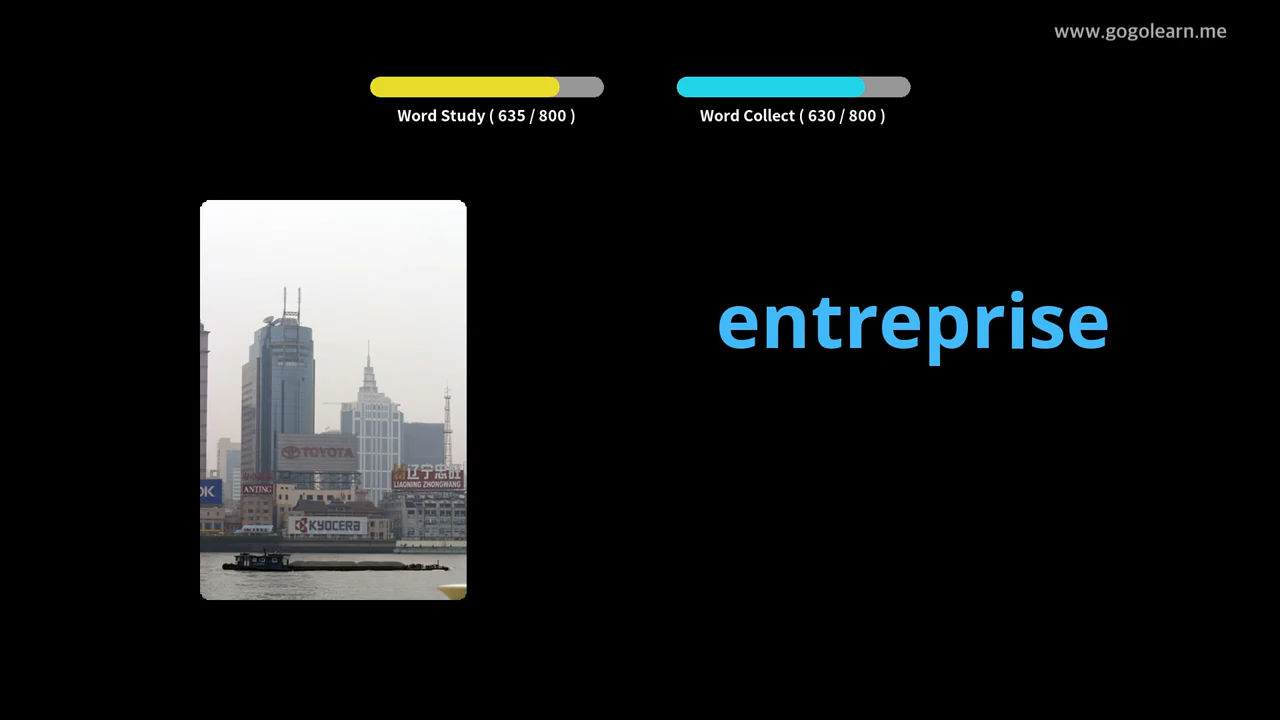 www.gogolearn.me
Word Study ( 635 / 800 )
Word Collect ( 630 / 800 )
entreprise
TOYOTA
辽宁忠旺
LIAONING ZHONGWANG
ANTING
OK
KYOCERA